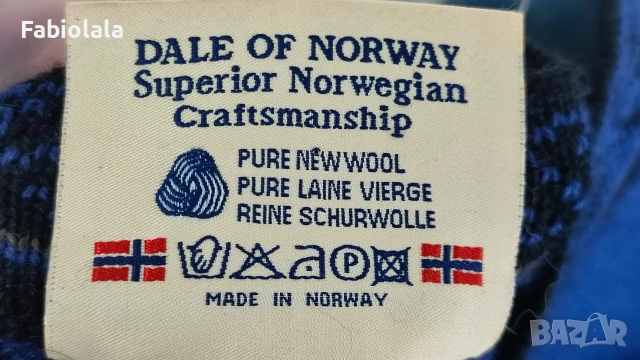 Fabiolala
DALE OF NORWAY
Superior Norwegian
Craftsmanship
PURE NEW WOOL
PURE LAINE VIERGE
REINE SCHURWOLLE
P
MADE IN NORWAY
BAZAR